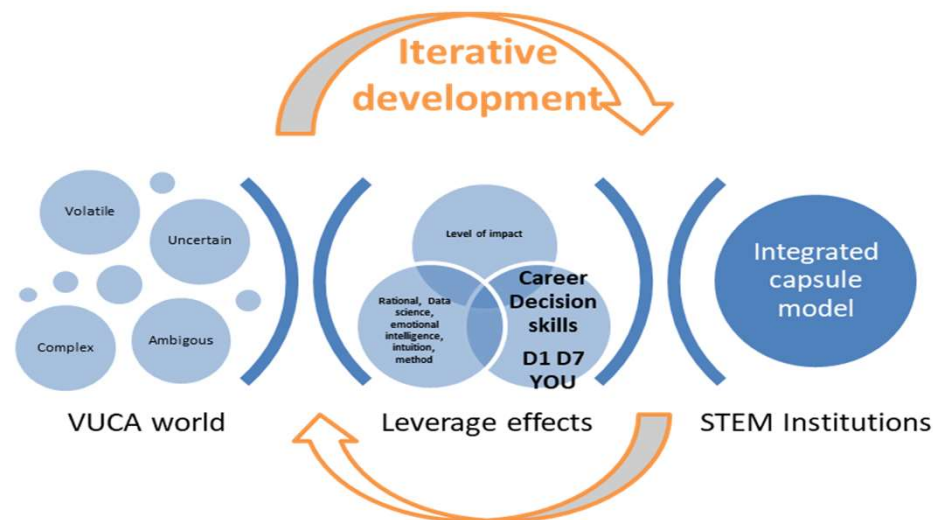 Iterative
development
Volatile
Uncertain
Complex
Ambigous
VUCA world
Level of impact
Rational, Data
science,
emotional
intelligence,
intuition,
method
Career
Decision
skills
D1 D7
YOU
Leverage effects
Integrated
capsule
model
STEM Institutions